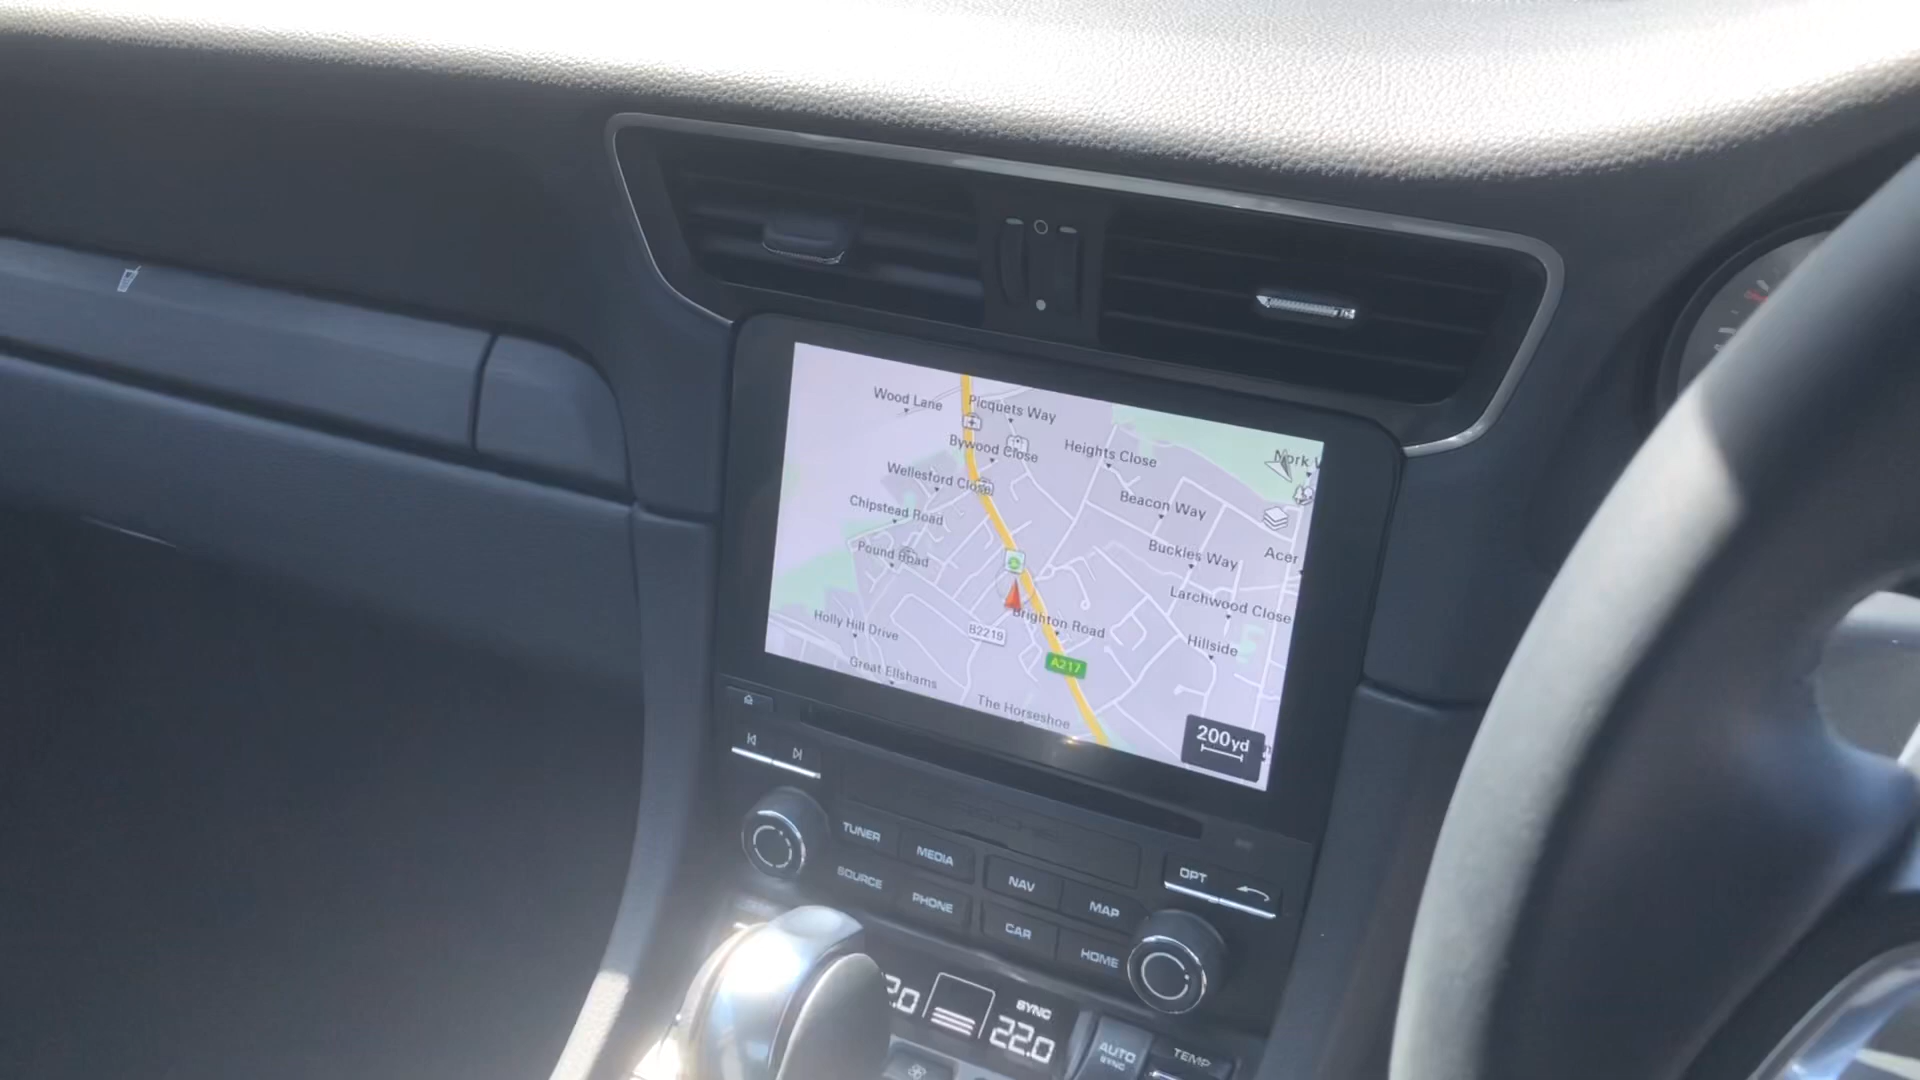 Wood Lane
Picquets Way
Bywood Close
Heights Close
Wellesford Close
Beacon Way
Chipstead Road
Buckles Way
Acer
Pound Road
Larchwood Close
Holly Hill Drive
B2219
Brighton Road
Hillside
A217
Great Ellshams
The Horseshoe
200yd
TUNER
MEDIA
SOURCE
PHONE
NAV
MAP
CAR
HOME
OPT
SYNC
22.0
AUTO
SYNC
TEMP